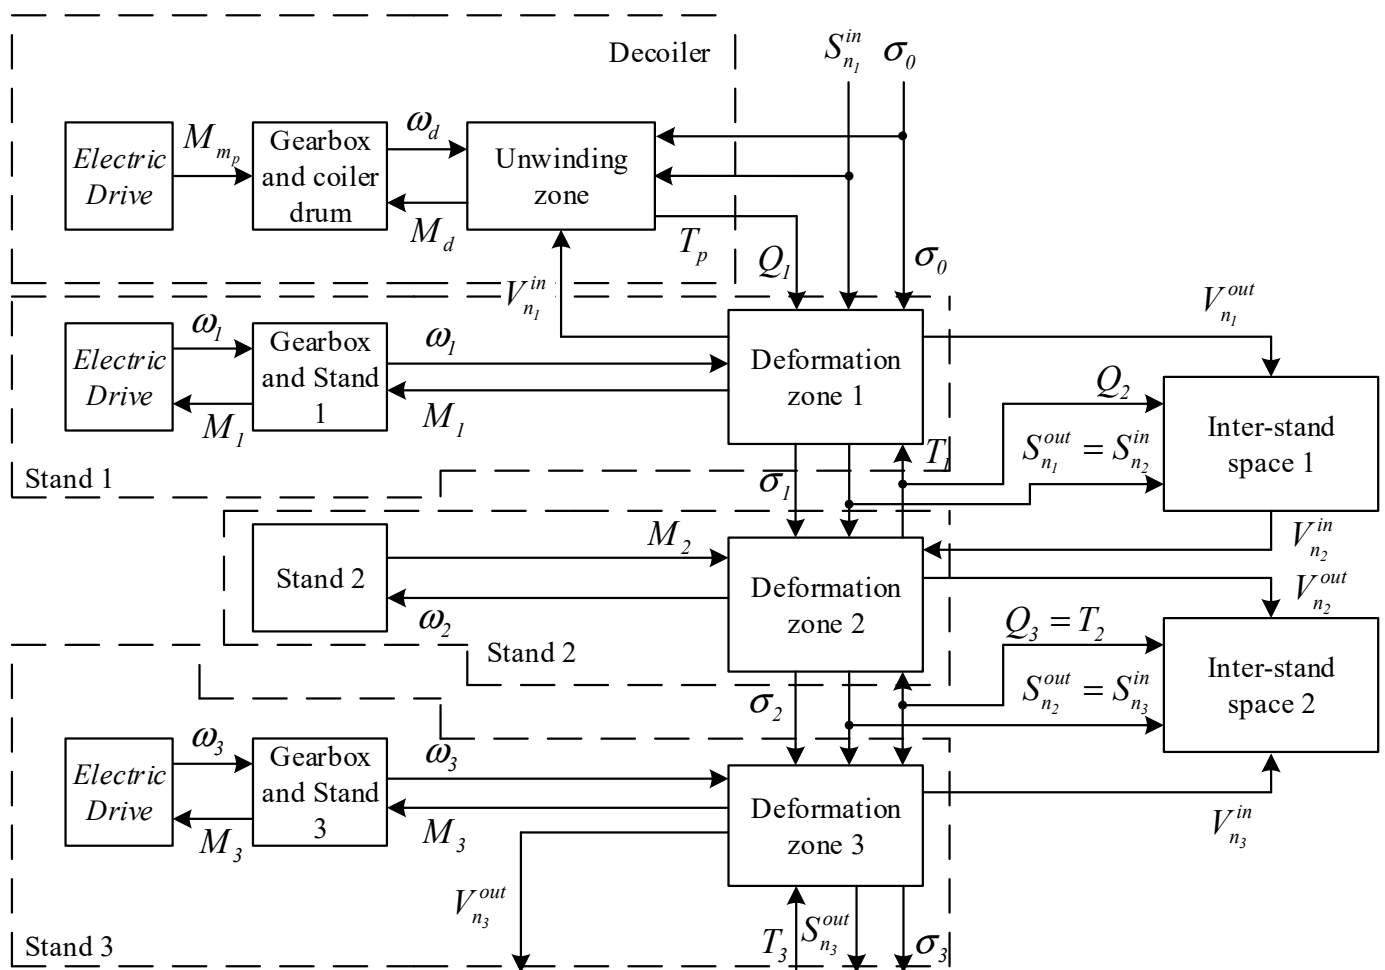 Decoiler
S_{n_1}^{in}
σ_0
Electric
Drive
M_{m_p}
Gearbox
and coiler
drum
ω_d
M_d
Unwinding
zone
T_p
Q_1
σ_0
V_{n_1}^{in}
V_{n_1}^{out}
Electric
Drive
ω_1
M_1
Gearbox
and Stand
1
ω_1
M_1
Deformation
zone 1
Q_2
Inter-stand
space 1
S_{n_1}^{out} = S_{n_2}^{in}
T_1
Stand 1
σ_1
Stand 2
M_2
ω_2
Deformation
zone 2
V_{n_2}^{in}
V_{n_2}^{out}
Q_3 = T_2
Inter-stand
space 2
S_{n_2}^{out} = S_{n_3}^{in}
Stand 2
σ_2
Electric
Drive
ω_3
M_3
Gearbox
and Stand
3
ω_3
M_3
Deformation
zone 3
V_{n_3}^{in}
V_{n_3}^{out}
T_3
S_{n_3}^{out}
σ_3
Stand 3